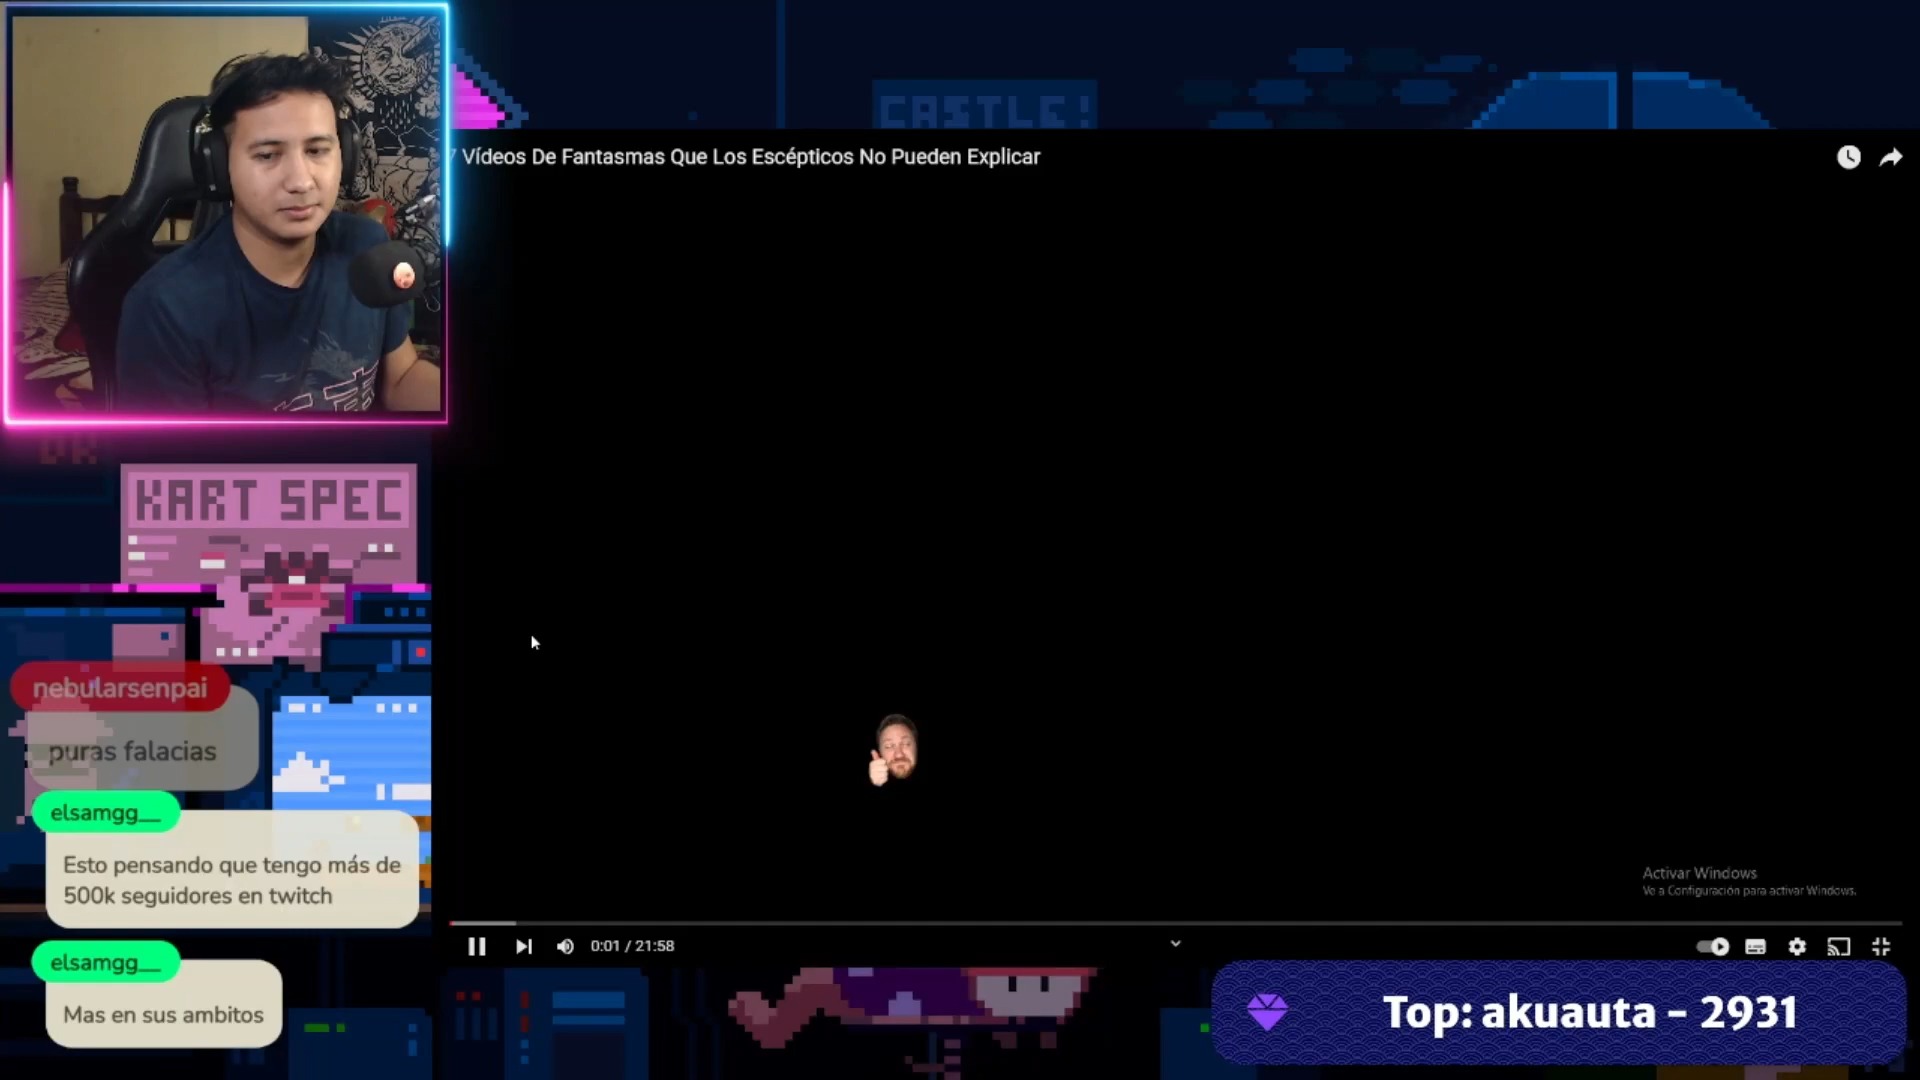 CASTLE!
7 Vídeos De Fantasmas Que Los Escépticos No Pueden Explicar
KART SPEC
nebularsenpai
puras falacias
elsamgg__
Esto pensando que tengo más de
500k seguidores en twitch
elsamgg__
Mas en sus ambitos
Activar Windows
Ve a Configuración para activar Windows.
0:01 / 21:58
Top: akuauta - 2931